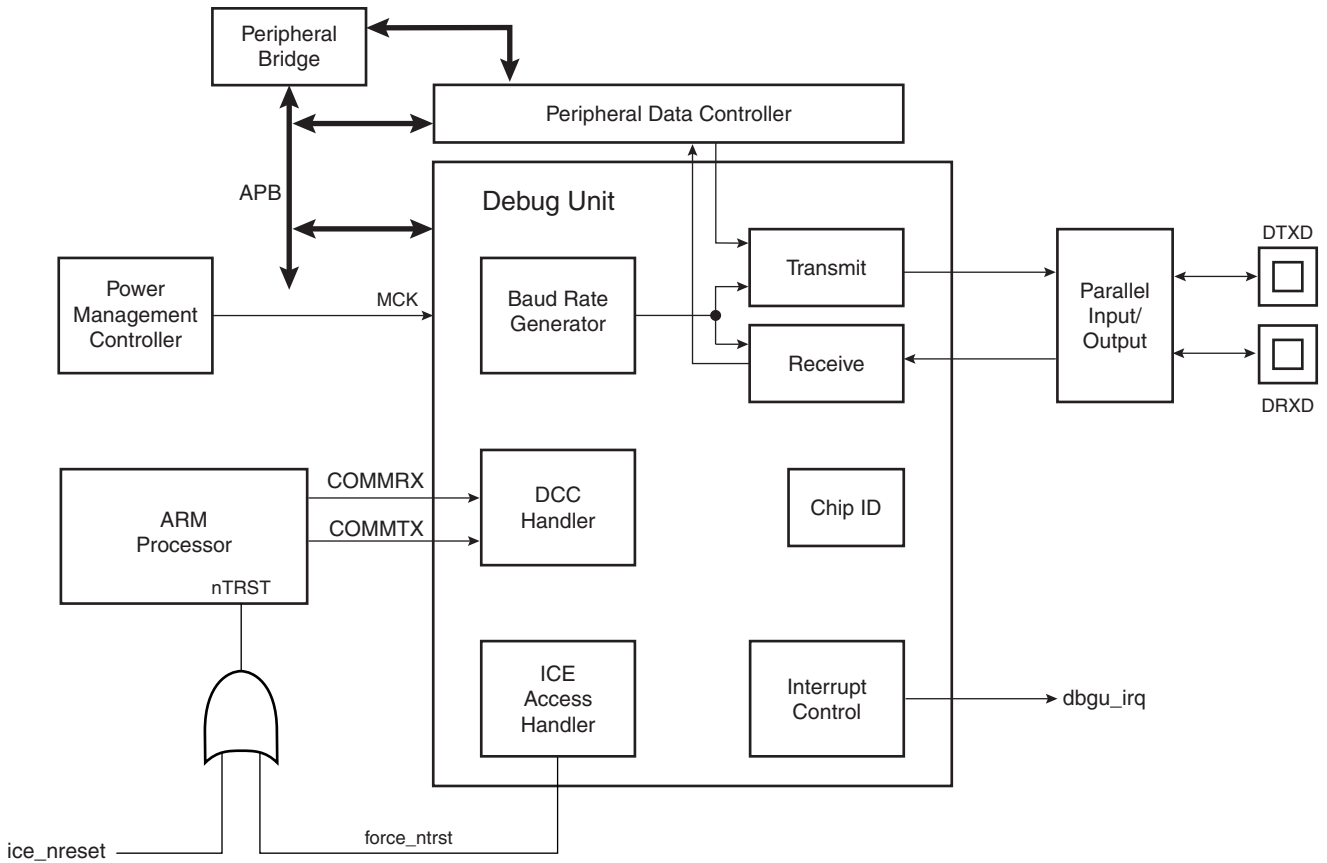 Peripheral
Bridge
Peripheral Data Controller
APB
Debug Unit
DTXD
Transmit
Power
Management
Controller
MCK
Baud Rate
Generator
Parallel
Input/
Output
Receive
DRXD
COMMRX
DCC
Handler
Chip ID
ARM
Processor
COMMTX
nTRST
ICE
Access
Handler
Interrupt
Control
dbgu_irq
force_ntrst
ice_nreset